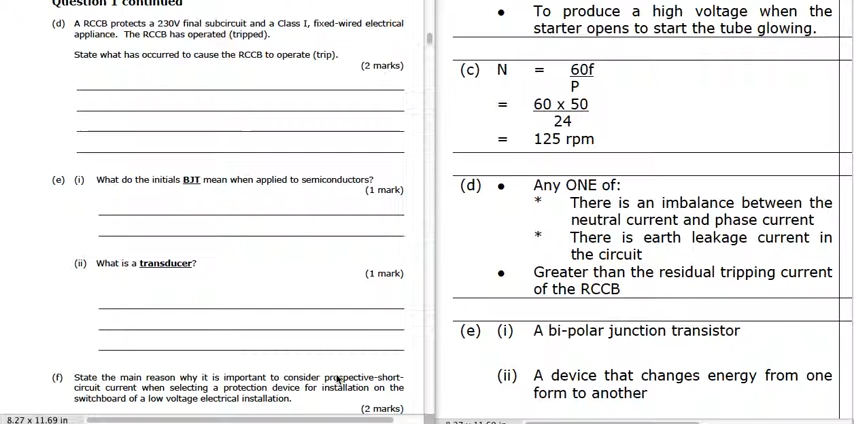 Question 1 continued
(d) A RCCB protects a 230V final subcircuit and a Class I, fixed-wired electrical
appliance. The RCCB has operated (tripped).
State what has occurred to cause the RCCB to operate (trip).
(2 marks)
(e) (i) What do the initials BJT mean when applied to semiconductors?
(1 mark)
(ii) What is a transducer?
(1 mark)
(f) State the main reason why it is important to consider prospective-short-
circuit current when selecting a protection device for installation on the
switchboard of a low voltage electrical installation.
(2 marks)
8.27 x 11.69 in
• To produce a high voltage when the
starter opens to start the tube glowing.
(c) N = 60f
P
= 60 x 50
24
= 125 rpm
(d) • Any ONE of:
* There is an imbalance between the
neutral current and phase current
* There is earth leakage current in
the circuit
• Greater than the residual tripping current
of the RCCB
(e) (i) A bi-polar junction transistor
(ii) A device that changes energy from one
form to another
8.27 x 11.69 in